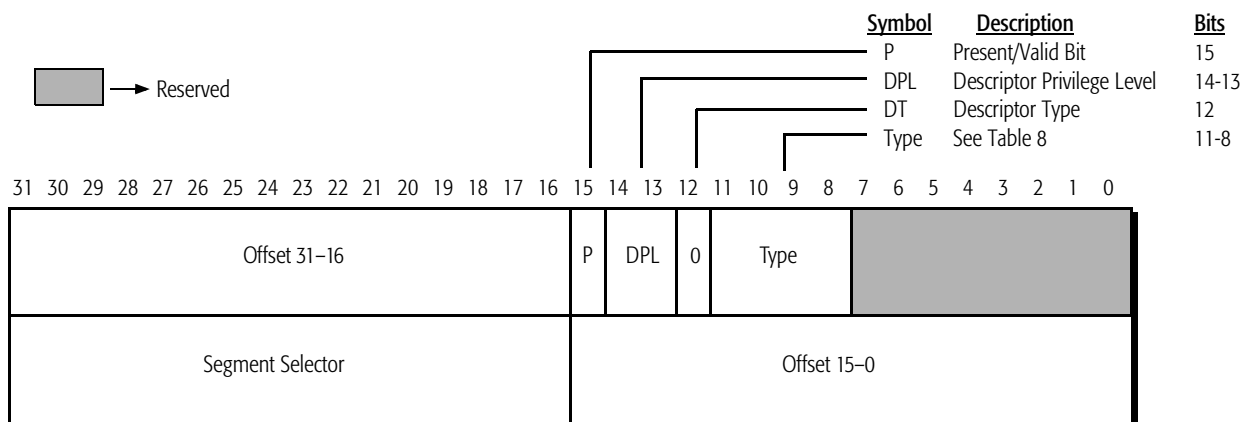 Symbol Description Bits
P Present/Valid Bit 15
DPL Descriptor Privilege Level 14-13
DT Descriptor Type 12
Type See Table 8 11-8
Reserved
31 30 29 28 27 26 25 24 23 22 21 20 19 18 17 16 15 14 13 12 11 10 9 8 7 6 5 4 3 2 1 0
Offset 31–16 P DPL 0 Type
Segment Selector Offset 15–0